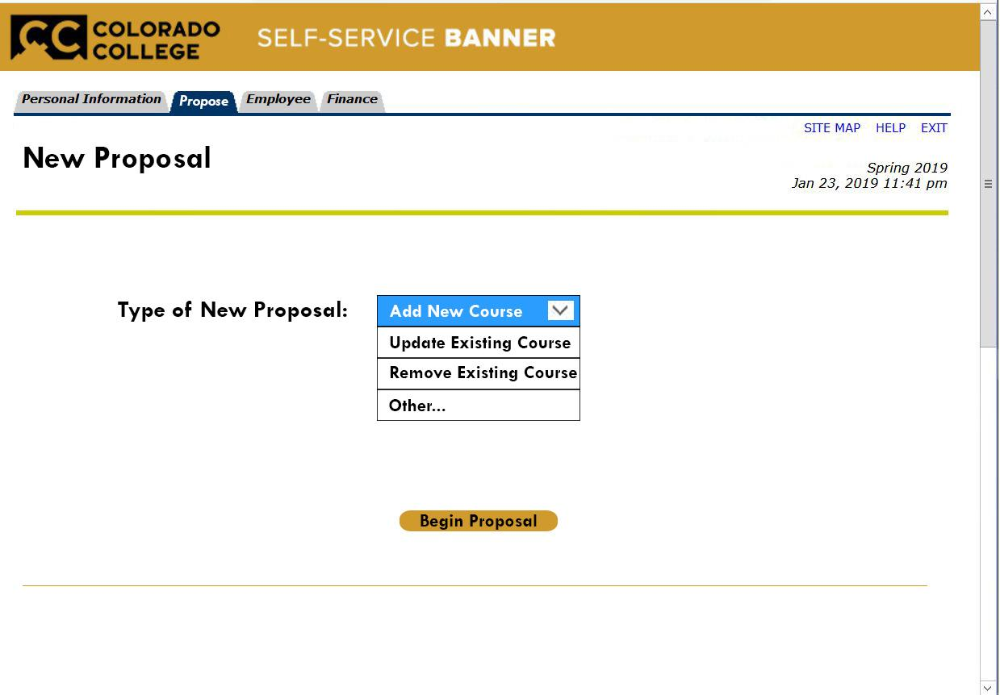 COLORADO
COLLEGE
SELF-SERVICE BANNER
Personal Information Propose Employee Finance
SITE MAP HELP EXIT
New Proposal
Spring 2019
Jan 23, 2019 11:41 pm
Type of New Proposal: Add New Course
Update Existing Course
Remove Existing Course
Other...
Begin Proposal